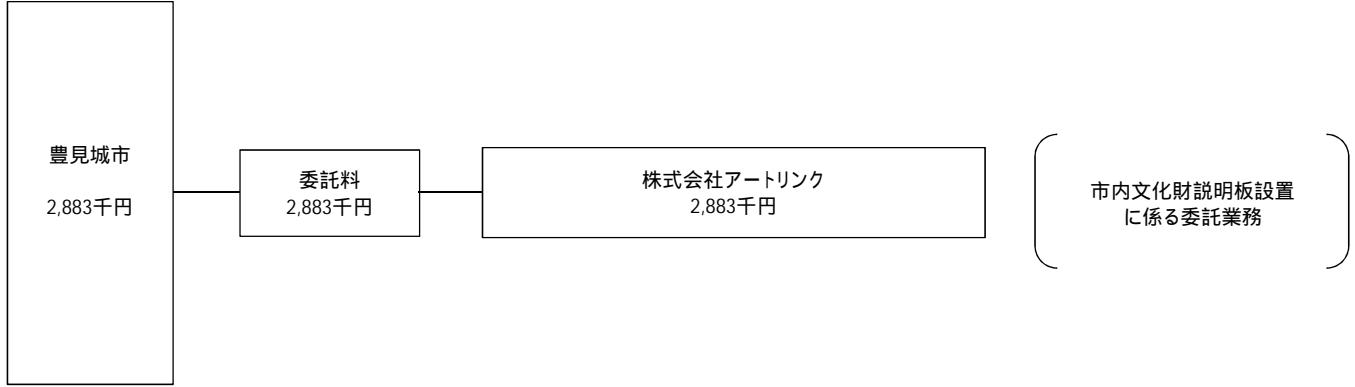 豊見城市
2,883千円
委託料
2,883千円
株式会社アートリンク
2,883千円
市内文化財説明板設置
に係る委託業務